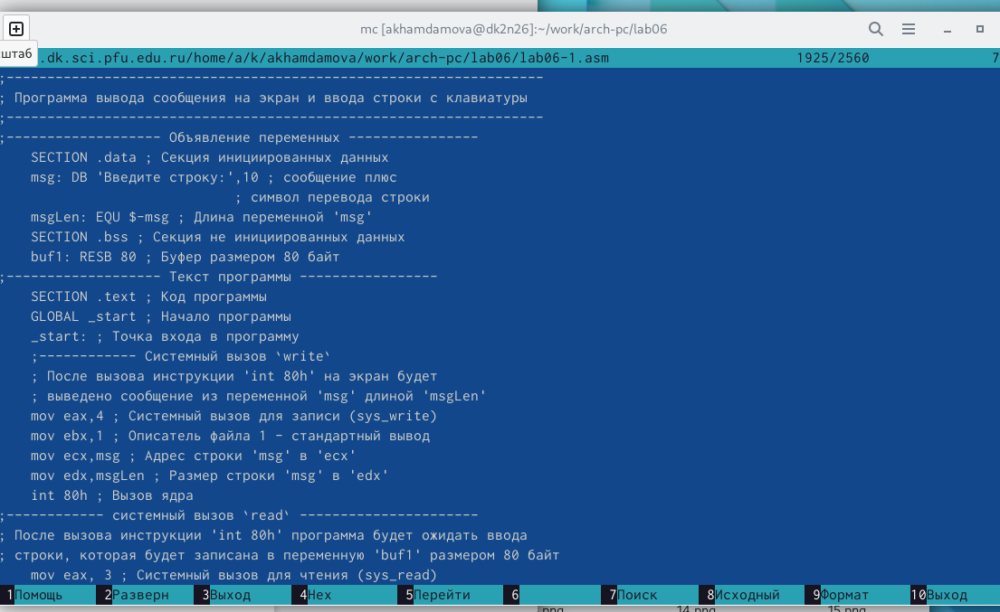 mc [akhamdamova@dk2n26]:~/work/arch-pc/lab06
штаб
.dk.sci.pfu.edu.ru/home/a/k/akhamdamova/work/arch-pc/lab06/lab06-1.asm 1925/2560 7
;------------------------------------------------------------------
; Программа вывода сообщения на экран и ввода строки с клавиатуры
;------------------------------------------------------------------
;------------------- Объявление переменных ----------------
SECTION .data ; Секция инициированных данных
msg: DB 'Введите строку:',10 ; сообщение плюс
; символ перевода строки
msgLen: EQU $-msg ; Длина переменной 'msg'
SECTION .bss ; Секция не инициированных данных
buf1: RESB 80 ; Буфер размером 80 байт
;------------------- Текст программы -----------------
SECTION .text ; Код программы
GLOBAL _start ; Начало программы
_start: ; Точка входа в программу
;------------ Системный вызов `write`
; После вызова инструкции 'int 80h' на экран будет
; выведено сообщение из переменной 'msg' длиной 'msgLen'
mov eax,4 ; Системный вызов для записи (sys_write)
mov ebx,1 ; Описатель файла 1 - стандартный вывод
mov ecx,msg ; Адрес строки 'msg' в 'ecx'
mov edx,msgLen ; Размер строки 'msg' в 'edx'
int 80h ; Вызов ядра
;------------ системный вызов `read` ----------------------
; После вызова инструкции 'int 80h' программа будет ожидать ввода
; строки, которая будет записана в переменную 'buf1' размером 80 байт
mov eax, 3 ; Системный вызов для чтения (sys_read)
1Помощь 2Разверн 3Выход 4Hex 5Перейти 6 7Поиск 8Исходный 9Формат 10Выход
png 14.png 15.png